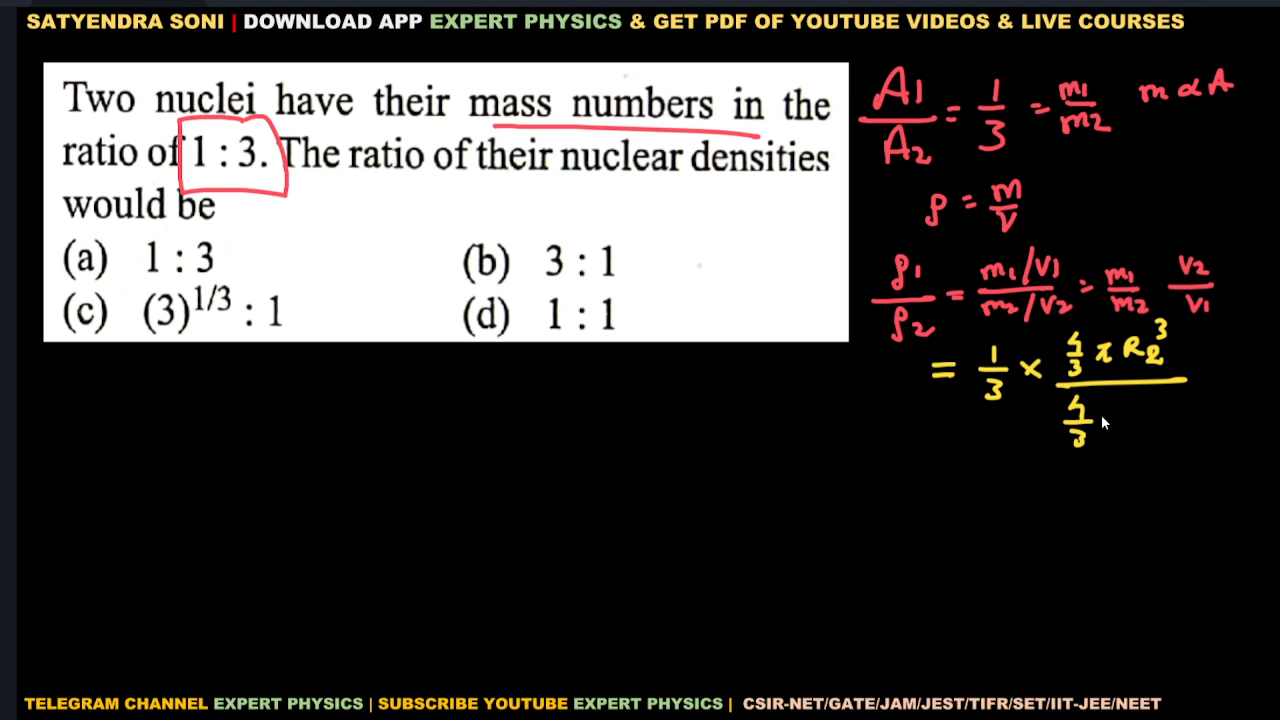 SATYENDRA SONI | DOWNLOAD APP EXPERT PHYSICS & GET PDF OF YOUTUBE VIDEOS & LIVE COURSES
Two nuclei have their mass numbers in the
ratio of 1 : 3. The ratio of their nuclear densities
would be
(a) 1 : 3 (b) 3 : 1
(c) (3)^{1/3} : 1 (d) 1 : 1
A1/A2 = 1/3 = m1/m2 m ∝ A
ρ = m/V
ρ1/ρ2 = (m1/V1)/(m2/V2) = m1/m2 V2/V1
= 1/3 × (4/3 π R2^3)/(4/3
TELEGRAM CHANNEL EXPERT PHYSICS | SUBSCRIBE YOUTUBE EXPERT PHYSICS | CSIR-NET/GATE/JAM/JEST/TIFR/SET/IIT-JEE/NEET